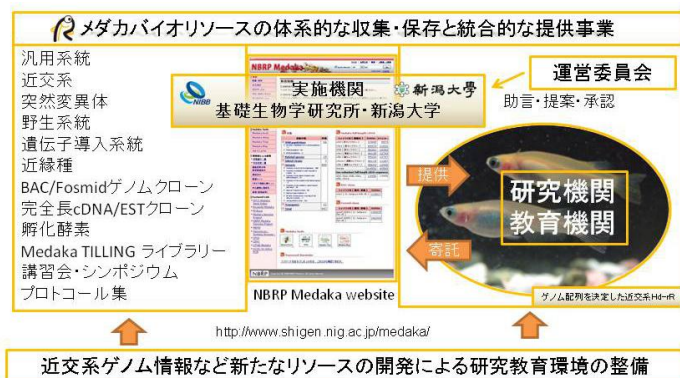 メダカバイオリソースの体系的な収集・保存と統合的な提供事業
汎用系統
近交系
突然変異体
野生系統
遺伝子導入系統
近縁種
BAC/Fosmidゲノムクローン
完全長cDNA/ESTクローン
孵化酵素
Medaka TILLING ライブラリー
講習会・シンポジウム
プロトコール集
NBRP Medaka
NIBB
実施機関
新潟大學
基礎生物学研究所・新潟大学
NBRP
NBRP Medaka website
運営委員会
助言・提案・承認
提供
寄託
研究機関
教育機関
ゲノム配列を決定した近交系Hd-rR
http://www.shigen.nig.ac.jp/medaka/
近交系ゲノム情報など新たなリソースの開発による研究教育環境の整備